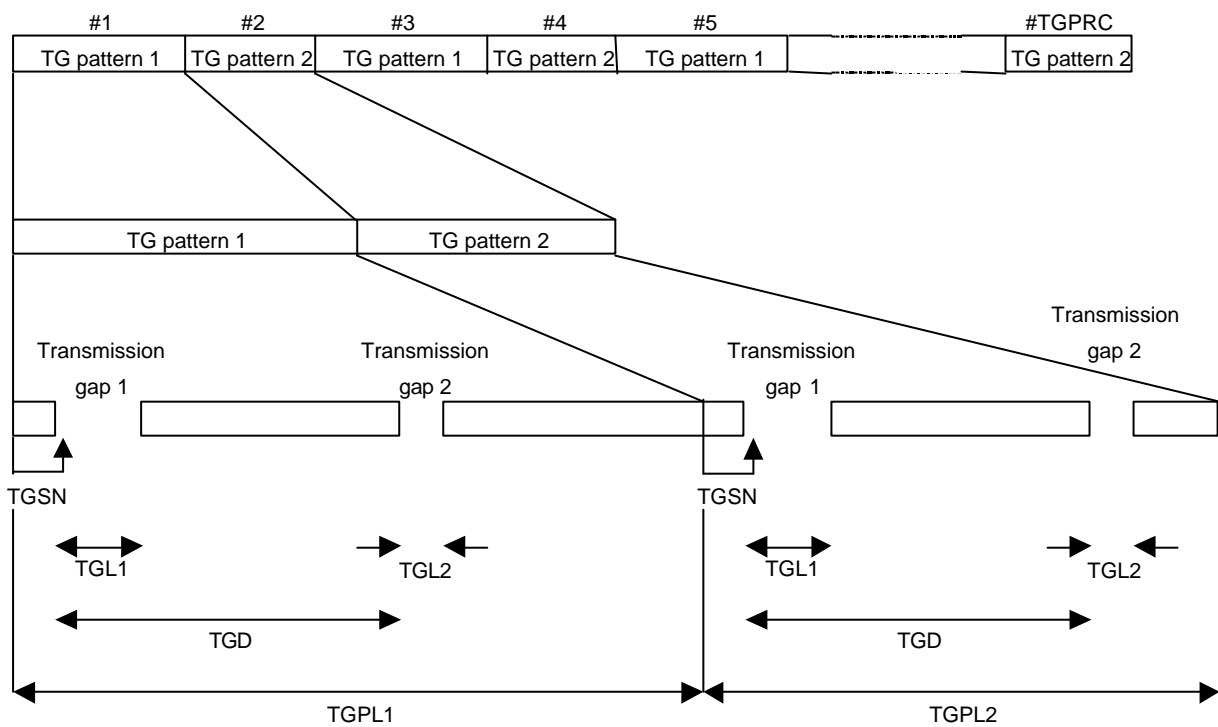 #1 #2 #3 #4 #5 #TGPRC
TG pattern 1 TG pattern 2 TG pattern 1 TG pattern 2 TG pattern 1 TG pattern 2
TG pattern 1 TG pattern 2
Transmission
gap 2
Transmission
gap 1
Transmission
gap 2
Transmission
gap 1
TGSN TGSN
TGL1 TGL2 TGL1 TGL2
TGD TGD
TGPL1 TGPL2